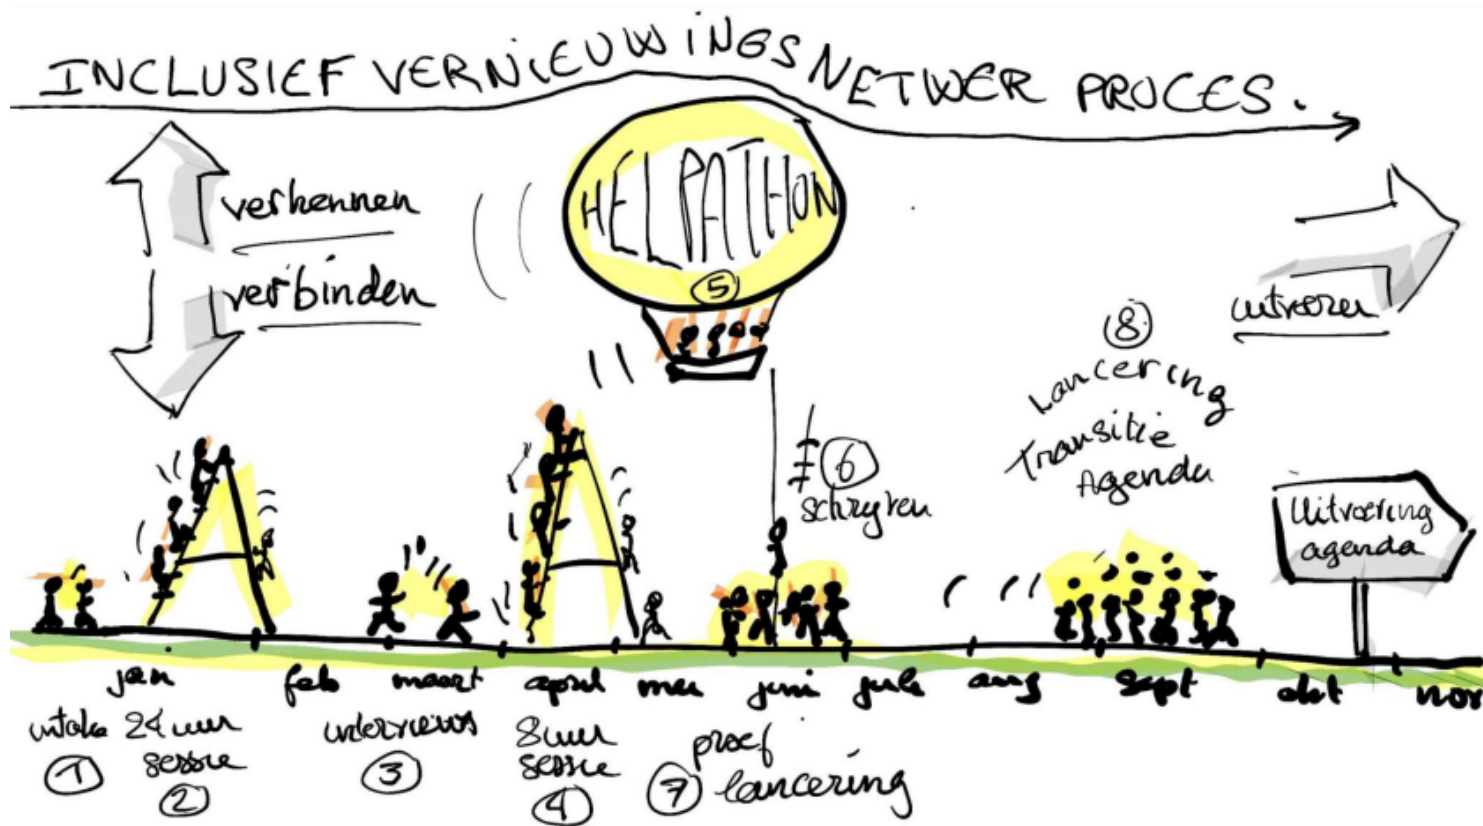 INCLUSIEF VERNIEUWINGSNETWER PROCES.
verkennen
verbinden
HELPATHON
5
uitvoeren
8
Lancering
Transitie
Agenda
6
schrijven
Uitvoering
agenda
jan feb maart april mei juni juli aug sept okt nov
intake
1
24 uur
sessie
2
interviews
3
8 uur
sessie
4
proef
7 lancering